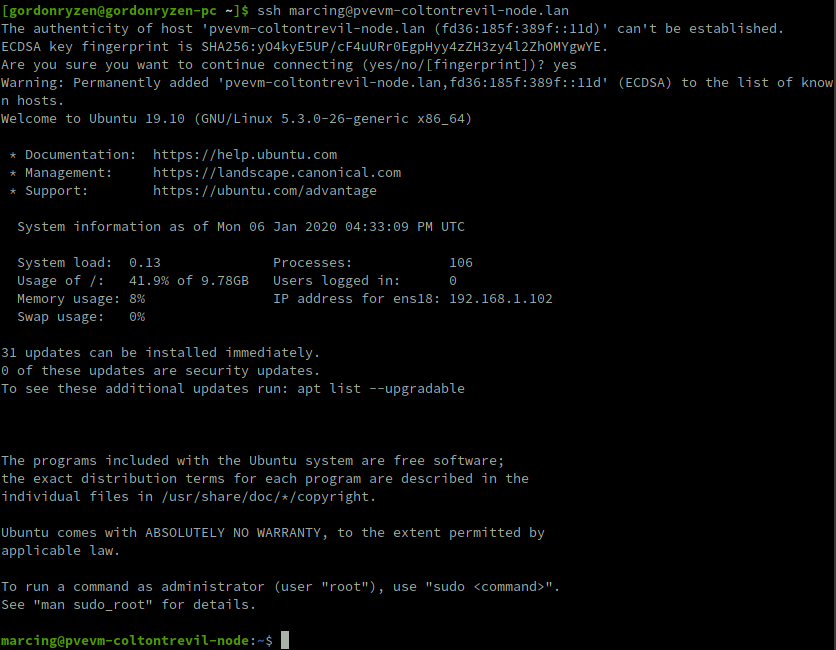 [gordonryzen@gordonryzen-pc ~]$ ssh marcing@pvevm-coltontrevil-node.lan
The authenticity of host 'pvevm-coltontrevil-node.lan (fd36:185f:389f::11d)' can't be established.
ECDSA key fingerprint is SHA256:yO4kyE5UP/cF4uURr0EgpHyy4zZH3zy4l2ZhOMYgwYE.
Are you sure you want to continue connecting (yes/no/[fingerprint])? yes
Warning: Permanently added 'pvevm-coltontrevil-node.lan,fd36:185f:389f::11d' (ECDSA) to the list of know
n hosts.
Welcome to Ubuntu 19.10 (GNU/Linux 5.3.0-26-generic x86_64)

 * Documentation:  https://help.ubuntu.com
 * Management:     https://landscape.canonical.com
 * Support:        https://ubuntu.com/advantage

  System information as of Mon 06 Jan 2020 04:33:09 PM UTC

  System load:  0.13              Processes:            106
  Usage of /:   41.9% of 9.78GB   Users logged in:      0
  Memory usage: 8%                IP address for ens18: 192.168.1.102
  Swap usage:   0%

31 updates can be installed immediately.
0 of these updates are security updates.
To see these additional updates run: apt list --upgradable

The programs included with the Ubuntu system are free software;
the exact distribution terms for each program are described in the
individual files in /usr/share/doc/*/copyright.

Ubuntu comes with ABSOLUTELY NO WARRANTY, to the extent permitted by
applicable law.

To run a command as administrator (user "root"), use "sudo <command>".
See "man sudo_root" for details.

marcing@pvevm-coltontrevil-node:~$